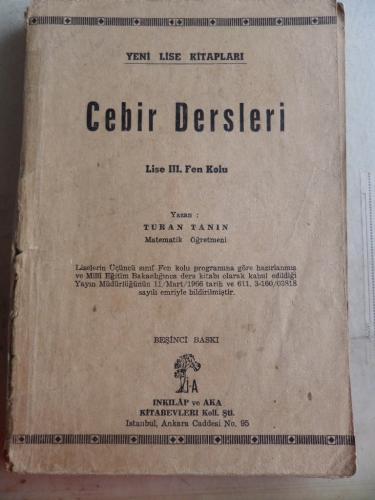 YENİ LİSE KİTAPLARI
Cebir Dersleri
Lise III. Fen Kolu
Yazan :
TURAN TANIN
Matematik Öğretmeni
Liselerin Üçüncü sınıf Fen kolu programına göre hazırlanmış
ve Millî Eğitim Bakanlığınca ders kitabı olarak kabul edildiği
Yayın Müdürlüğünün 11/Mart/1966 tarih ve 611, 3-160/03818
sayılı emriyle bildirilmiştir.
BEŞİNCİ BASKI
İ-A
INKILÂP ve AKA
KİTABEVLERİ Koll. Şti.
İstanbul, Ankara Caddesi No. 95